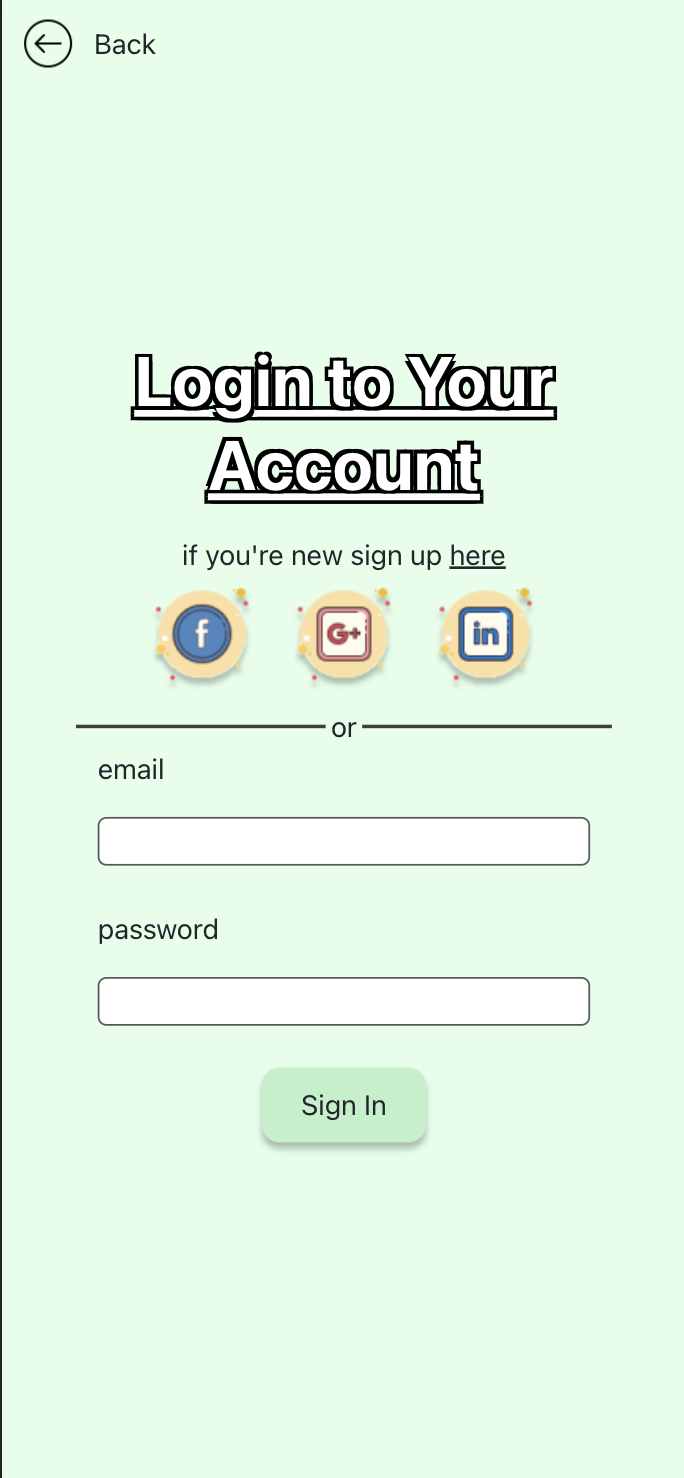 Back
Login to Your
Account
if you're new sign up here
f G+ in
or
email
password
Sign In